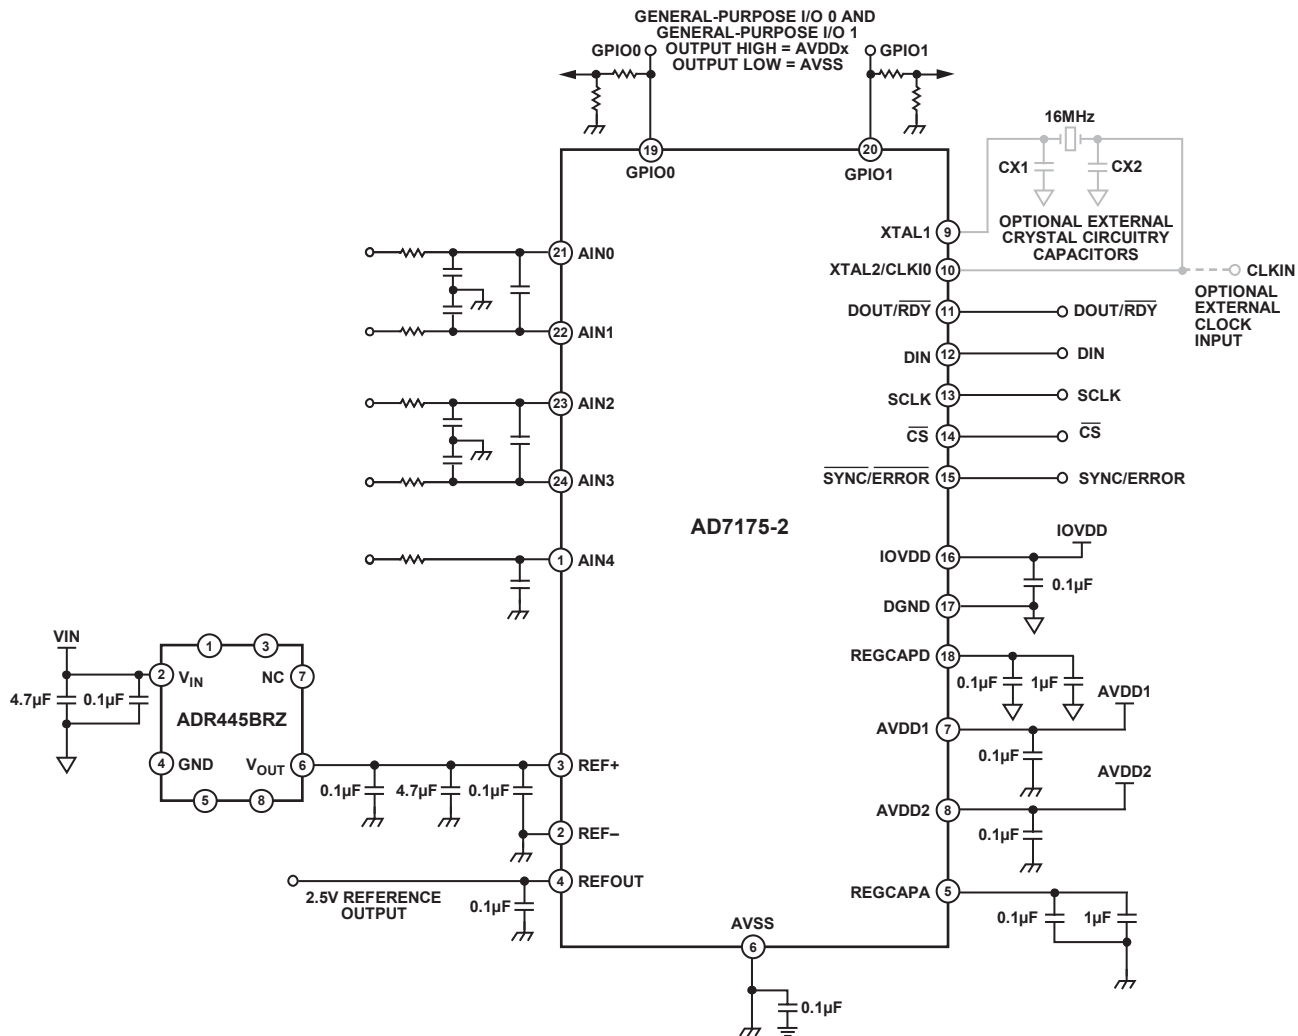 GENERAL-PURPOSE I/O 0 AND
GENERAL-PURPOSE I/O 1
OUTPUT HIGH = AVDDx
OUTPUT LOW = AVSS
GPIO0
GPIO1
19
GPIO0
20
GPIO1
16MHz
CX1
CX2
OPTIONAL EXTERNAL
CRYSTAL CIRCUITRY
CAPACITORS
XTAL1
9
XTAL2/CLKI0
10
CLKIN
OPTIONAL
EXTERNAL
CLOCK
INPUT
DOUT/RDY
11
DOUT/RDY
DIN
12
DIN
SCLK
13
SCLK
CS
14
CS
SYNC/ERROR
15
SYNC/ERROR
21
AIN0
22
AIN1
23
AIN2
24
AIN3
1
AIN4
AD7175-2
IOVDD
IOVDD
16
0.1µF
DGND
17
REGCAPD
18
0.1µF
1µF
AVDD1
AVDD1
7
0.1µF
AVDD2
AVDD2
8
0.1µF
REGCAPA
5
0.1µF
1µF
VIN
4.7µF
0.1µF
1
3
2
VIN
NC
7
ADR445BRZ
4
GND
VOUT
6
5
8
0.1µF
4.7µF
0.1µF
3
REF+
2
REF–
4
REFOUT
2.5V REFERENCE
OUTPUT
0.1µF
AVSS
6
0.1µF